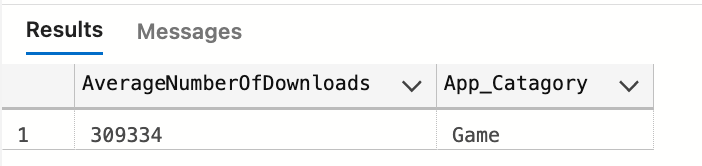 Results Messages
AverageNumberOfDownloads App_Catagory
1 309334 Game